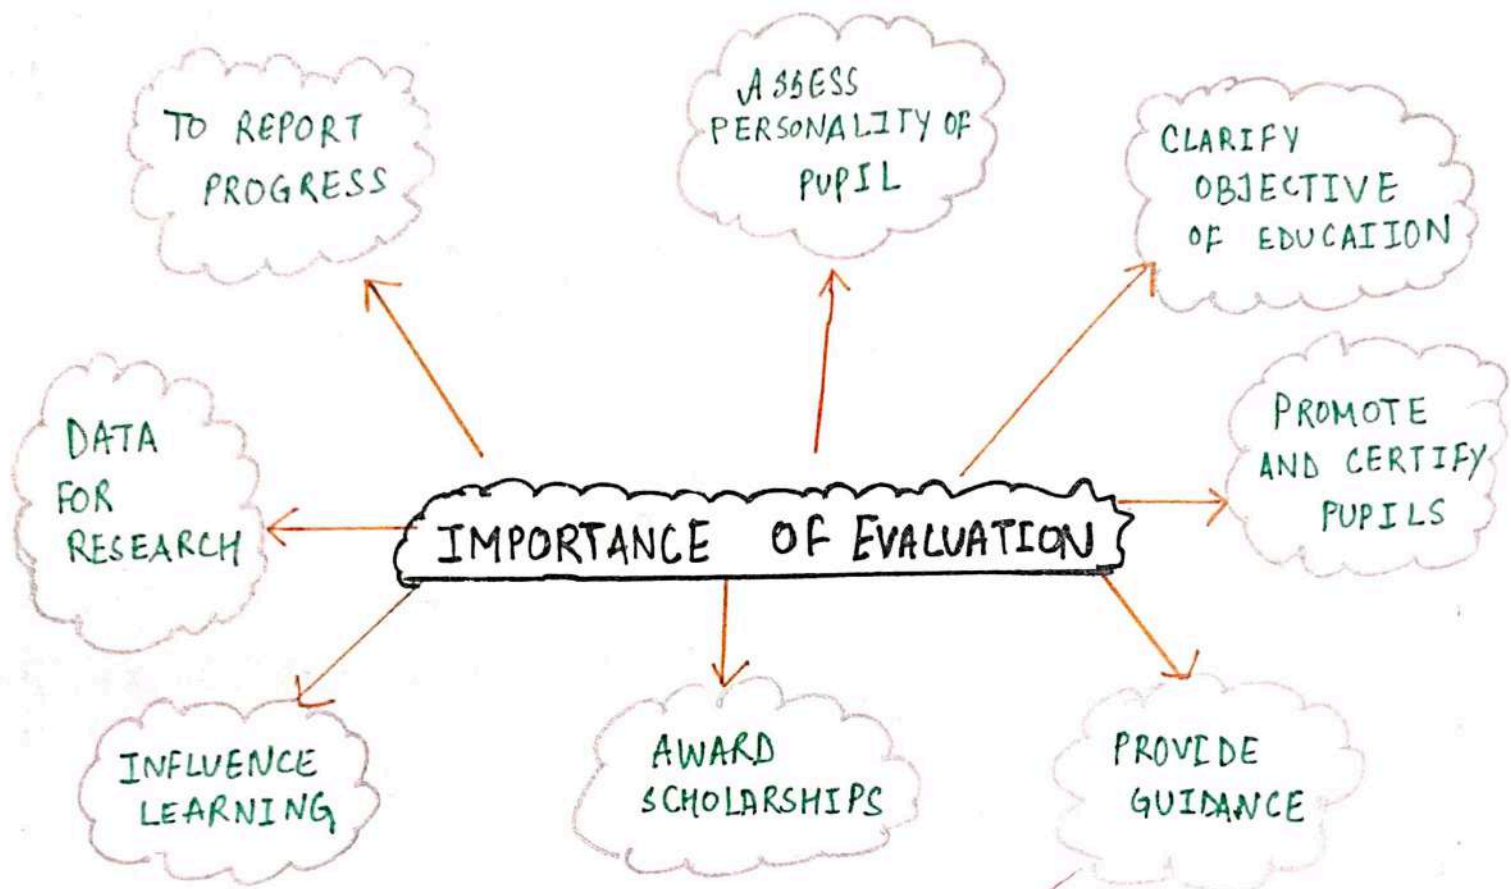 TO REPORT
PROGRESS
ASSESS
PERSONALITY OF
PUPIL
CLARIFY
OBJECTIVE
OF EDUCAIION
DATA
FOR
RESEARCH
IMPORTANCE OF EVALUATION
PROMOTE
AND CERTIFY
PUPILS
INFLUENCE
LEARNING
AWARD
SCHOLARSHIPS
PROVIDE
GUIDANCE